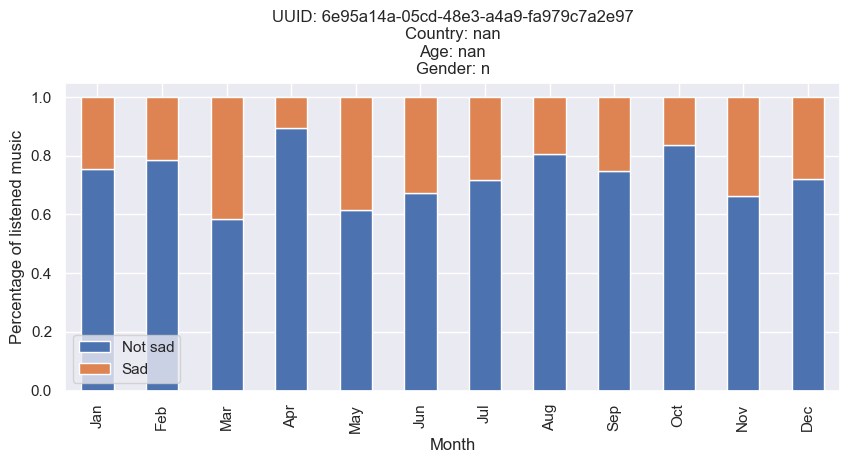 UUID: 6e95a14a-05cd-48e3-a4a9-fa979c7a2e97
Country: nan
Age: nan
Gender: n
Percentage of listened music
1.0
0.8
0.6
0.4
0.2
0.0
Not sad
Sad
Jan
Feb
Mar
Apr
May
Jun
Jul
Aug
Sep
Oct
Nov
Dec
Month